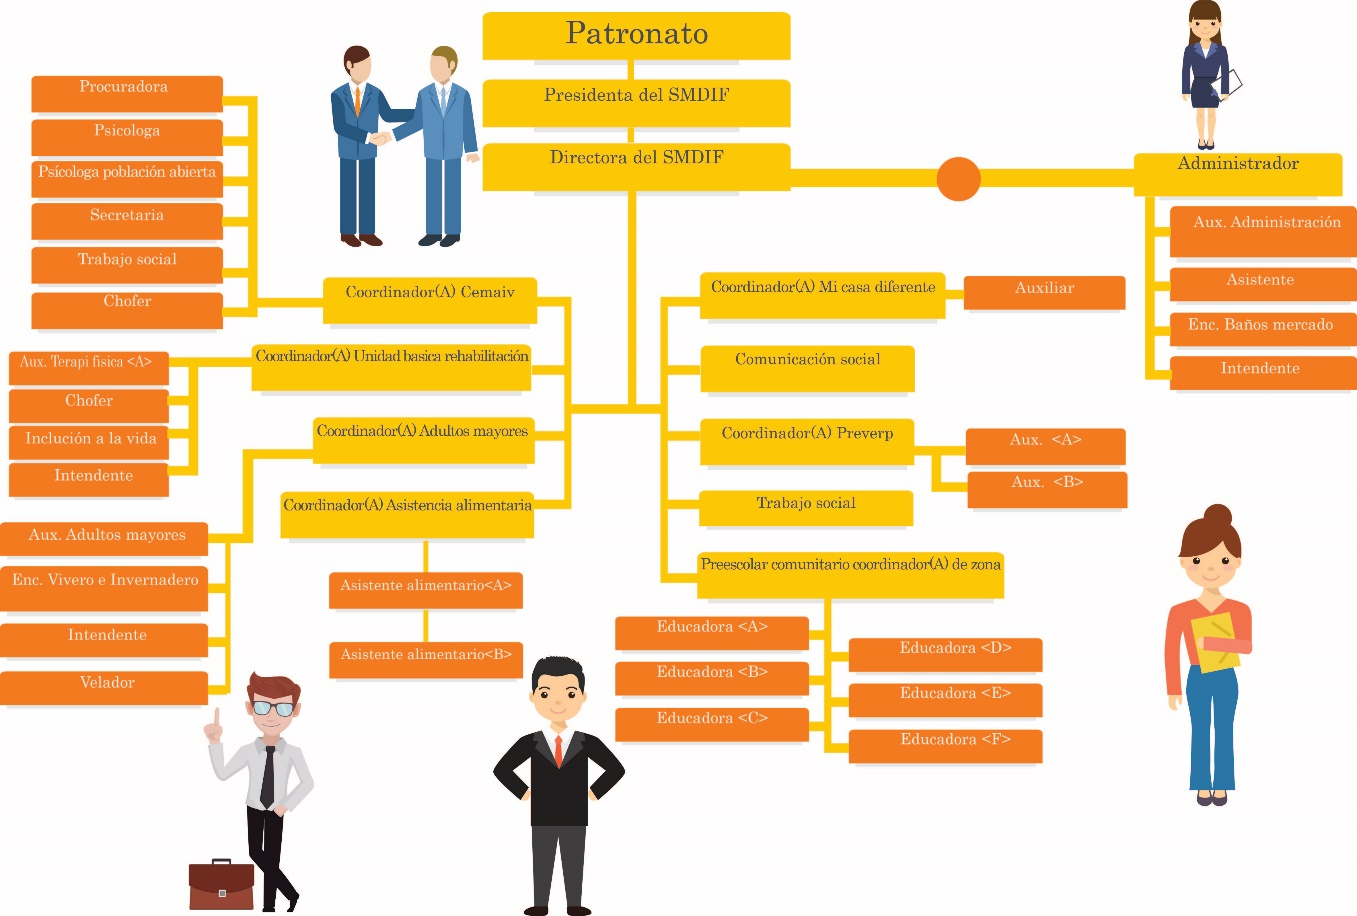 Patronato
Presidenta del SMDIF
Directora del SMDIF
Administrador
Aux. Administración
Asistente
Enc. Baños mercado
Intendente
Procuradora
Psicologa
Psícologa población abierta
Secretaria
Trabajo social
Chofer
Coordinador(A) Cemaiv
Coordinador(A) Unidad basica rehabilitación
Aux. Terapi fisica <A>
Chofer
Inclución a la vida
Intendente
Coordinador(A) Adultos mayores
Aux. Adultos mayores
Enc. Vivero e Invernadero
Intendente
Velador
Coordinador(A) Asistencia alimentaria
Asistente alimentario<A>
Asistente alimentario<B>
Coordinador(A) Mi casa diferente
Auxiliar
Comunicación social
Coordinador(A) Preverp
Aux. <A>
Aux. <B>
Trabajo social
Preescolar comunitario coordinador(A) de zona
Educadora <A>
Educadora <B>
Educadora <C>
Educadora <D>
Educadora <E>
Educadora <F>